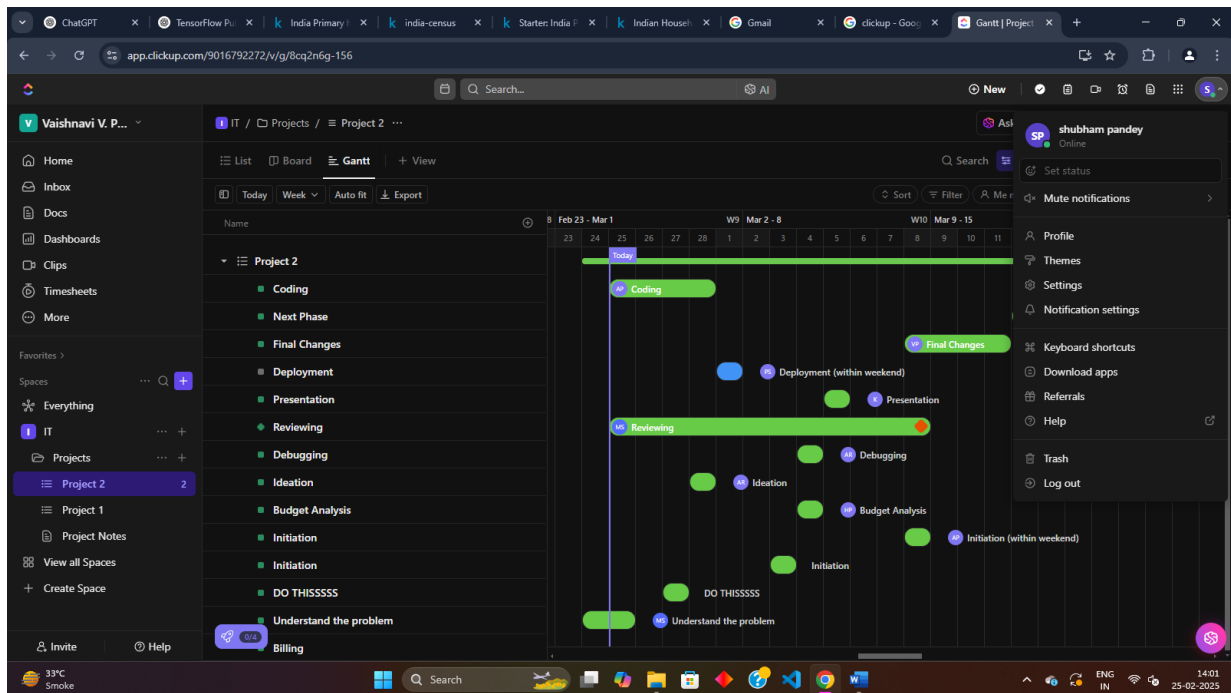 ChatGPT
TensorFlow Pu
India Primary
india-census
Starter: India P
Indian Househ
Gmail
clickup - Goog
Gantt | Project
app.clickup.com/9016792272/v/g/8cq2n6g-156
Search...
AI
New
S
V Vaishnavi V. P...
I IT / Projects / Project 2 ...
Ask
Home
Inbox
Docs
Dashboards
Clips
Timesheets
More
Favorites
Spaces
Everything
I IT
Projects
Project 2 2
Project 1
Project Notes
View all Spaces
Create Space
Invite
Help
List
Board
Gantt
+ View
Search
Today
Week
Auto fit
Export
Sort
Filter
Me m
Name
8 Feb 23 - Mar 1
W9 Mar 2 - 8
W10 Mar 9 - 15
23 24 25 26 27 28 1 2 3 4 5 6 7 8 9 10 11
Today
Project 2
Coding
AP Coding
Next Phase
Final Changes
VP Final Changes
Deployment
PS Deployment (within weekend)
Presentation
K Presentation
Reviewing
MS Reviewing
Debugging
AR Debugging
Ideation
AR Ideation
Budget Analysis
HP Budget Analysis
Initiation
AP Initiation (within weekend)
Initiation
Initiation
DO THISSSSS
DO THISSSSS
Understand the problem
MS Understand the problem
0/4
Billing
SP shubham pandey
Online
Set status
Mute notifications
Profile
Themes
Settings
Notification settings
Keyboard shortcuts
Download apps
Referrals
Help
Trash
Log out
33°C
Smoke
Search
ENG
IN
14:01
25-02-2025